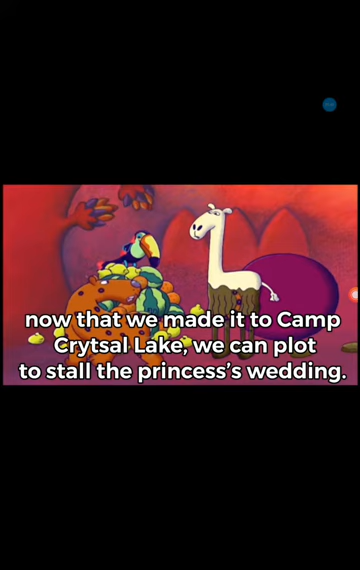 now that we made it to Camp
Crytsal Lake, we can plot
to stall the princess's wedding.